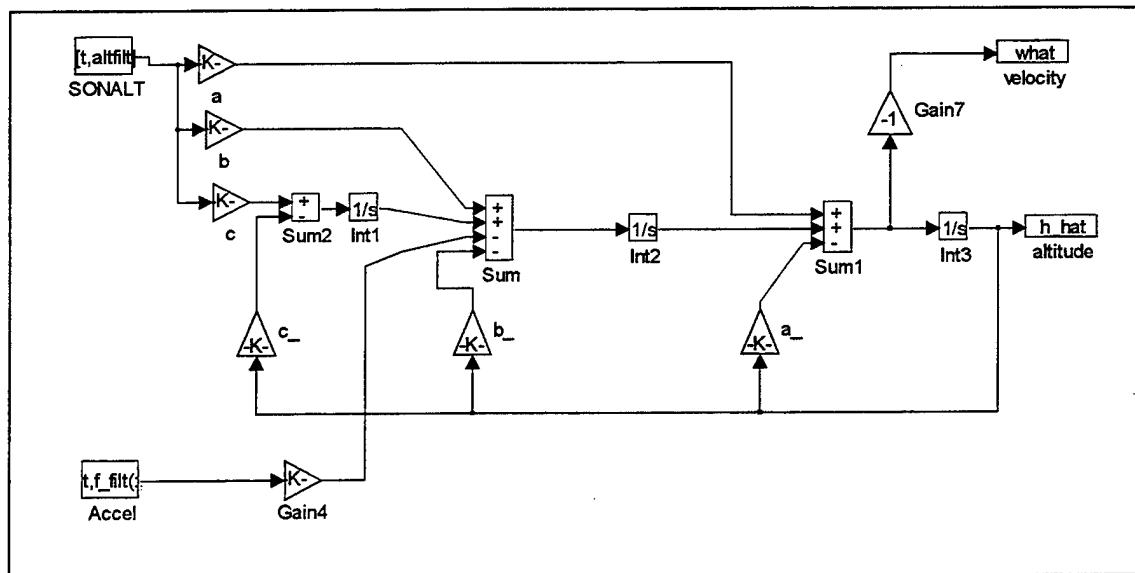 [t,altfilt
SONALT
K-
a
K-
b
K-
c
+
-
Sum2
1/s
Int1
+
+
-
-
Sum
1/s
Int2
+
+
-
Sum1
-1
Gain7
what
velocity
1/s
Int3
h_hat
altitude
-K-
c_
-K-
b_
-K-
a_
t,f_filt(:
Accel
K-
Gain4